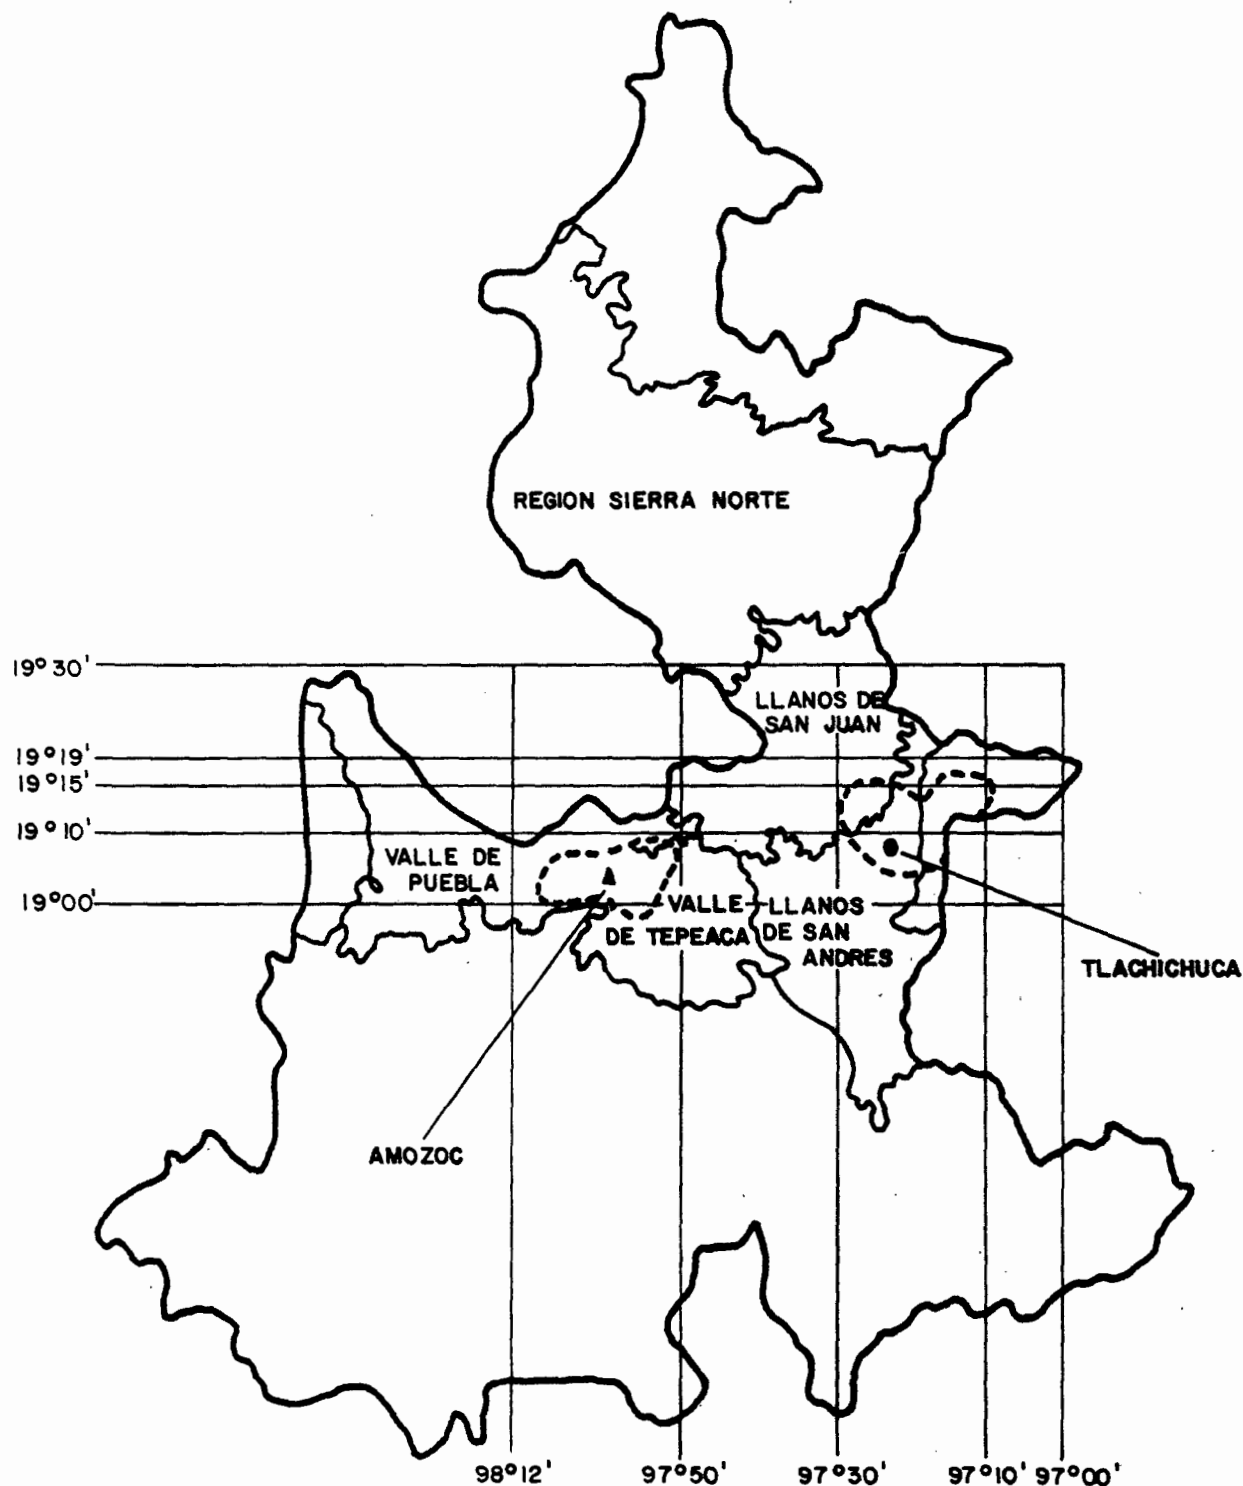 REGION SIERRA NORTE
19°30'
LLANOS DE
SAN JUAN
19°19'
19°15'
19°10'
VALLE DE
PUEBLA
19°00'
VALLE
DE TEPEACA
LLANOS
DE SAN
ANDRES
TLACHICHUCA
AMOZOC
98°12'
97°50'
97°30'
97°10'
97°00'